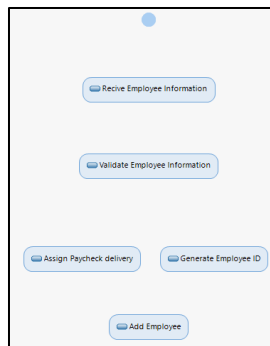 Recive Employee Information
Validate Employee Information
Assign Paycheck delivery
Generate Employee ID
Add Employee